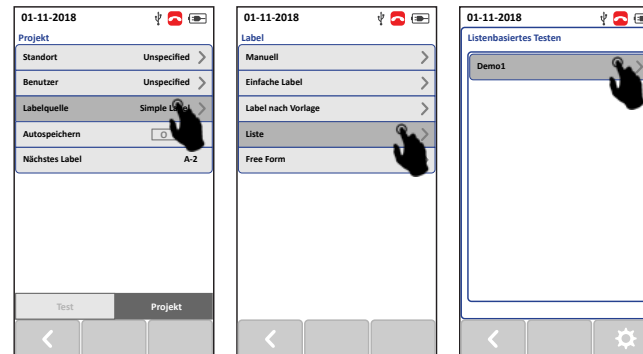 01-11-2018
Projekt
Standort Unspecified
Benutzer Unspecified
Labelquelle Simple
Autospeichern
Nächstes Label A-2
Test Projekt
01-11-2018
Label
Manuell
Einfache Label
Label nach Vorlage
Liste
Free Form
01-11-2018
Listenbasiertes Testen
Demo1